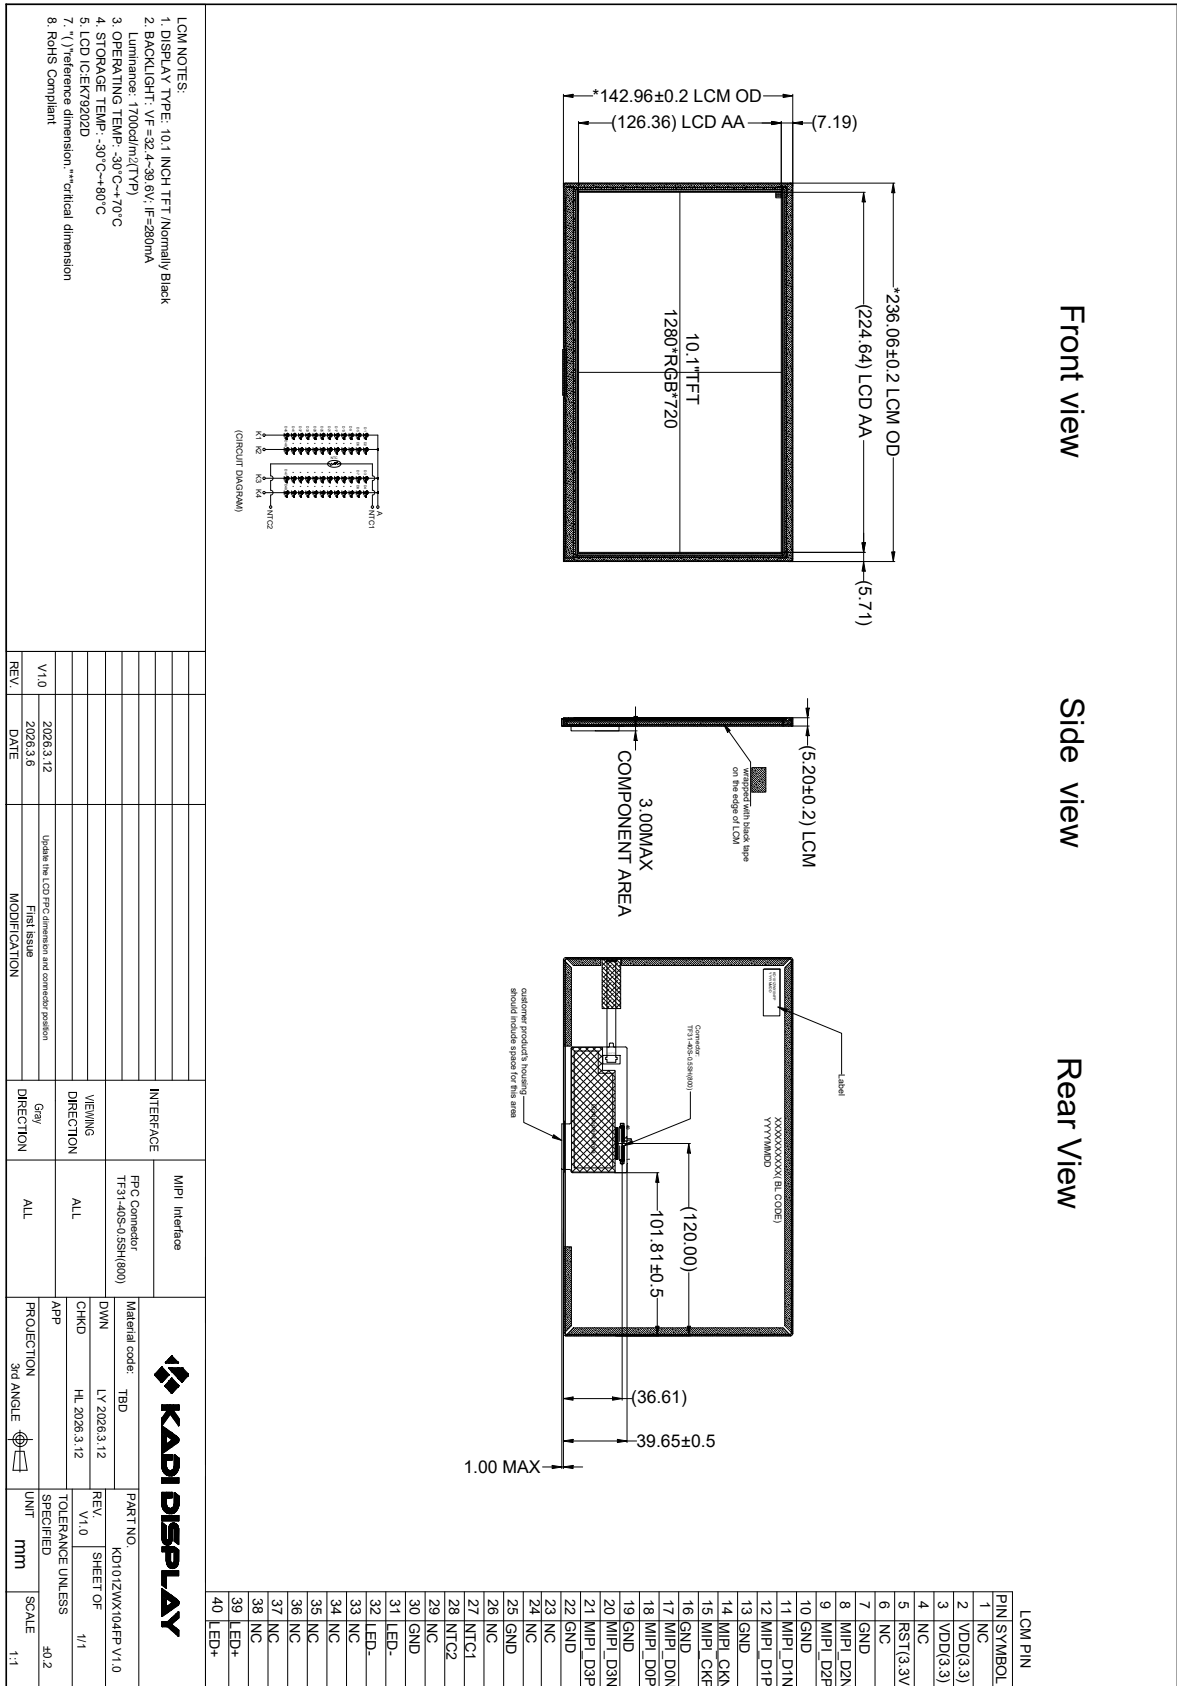 Front view
Side view
Rear View
*142.96±0.2 LCM OD
(126.36) LCD AA
(7.19)
*236.06±0.2 LCM OD
(224.64) LCD AA
(5.71)
10.1"TFT
1280*RGB*720
K1
K2
K3
K4
A
NTC1
NTC2
(CIRCUIT DIAGRAM)
(5.20±0.2) LCM
wrapped with black tape
on the edge of LCM
3.00MAX
COMPONENT AREA
Label
XXXXXXXXXX( BL CODE)
YYYYMMDD
Connector:
TF31-40S-0.5SH(800)
customer product's housing
should include space for this area
(120.00)
101.81±0.5
(36.61)
39.65±0.5
1.00 MAX
LCM PIN
PIN SYMBOL
1 NC
2 VDD(3.3)
3 VDD(3.3)
4 NC
5 RST(3.3V
6 NC
7 GND
8 MIPI_D2N
9 MIPI_D2P
10 GND
11 MIPI_D1N
12 MIPI_D1P
13 GND
14 MIPI_CKN
15 MIPI_CKP
16 GND
17 MIPI_D0N
18 MIPI_D0P
19 GND
20 MIPI_D3N
21 MIPI_D3P
22 GND
23 NC
24 NC
25 GND
26 NC
27 NTC1
28 NTC2
29 NC
30 GND
31 LED-
32 LED-
33 NC
34 NC
35 NC
36 NC
37 NC
38 NC
39 LED+
40 LED+
LCM NOTES:
1. DISPLAY TYPE: 10.1 INCH TFT /Normally Black
2. BACKLIGHT: VF =32.4~39.6V; IF=280mA
Luminance: 1700cd/m2(TYP)
3. OPERATING TEMP: -30°C~+70°C
4. STORAGE TEMP: -30°C~+80°C
5. LCD IC:EK79202D
7. "( )"reference dimension."*"critical dimension
8. RoHS Compliant
V1.0
2026.3.12
Update the LCD FPC dimension and connector position
2026.3.6
First issue
REV.
DATE
MODIFICATION
INTERFACE
MIPI Interface
FPC Connector
TF31-40S-0.5SH(800)
VIEWING
DIRECTION
ALL
Gray
DIRECTION
ALL
KADI DISPLAY
Material code: TBD
PART NO.
KD101ZWX104FP V1.0
DWN LY 2026.3.12
REV. V1.0
SHEET OF 1/1
CHKD HL 2026.3.12
APP
TOLERANCE UNLESS
SPECIFIED ±0.2
PROJECTION 3rd ANGLE
UNIT mm
SCALE 1:1